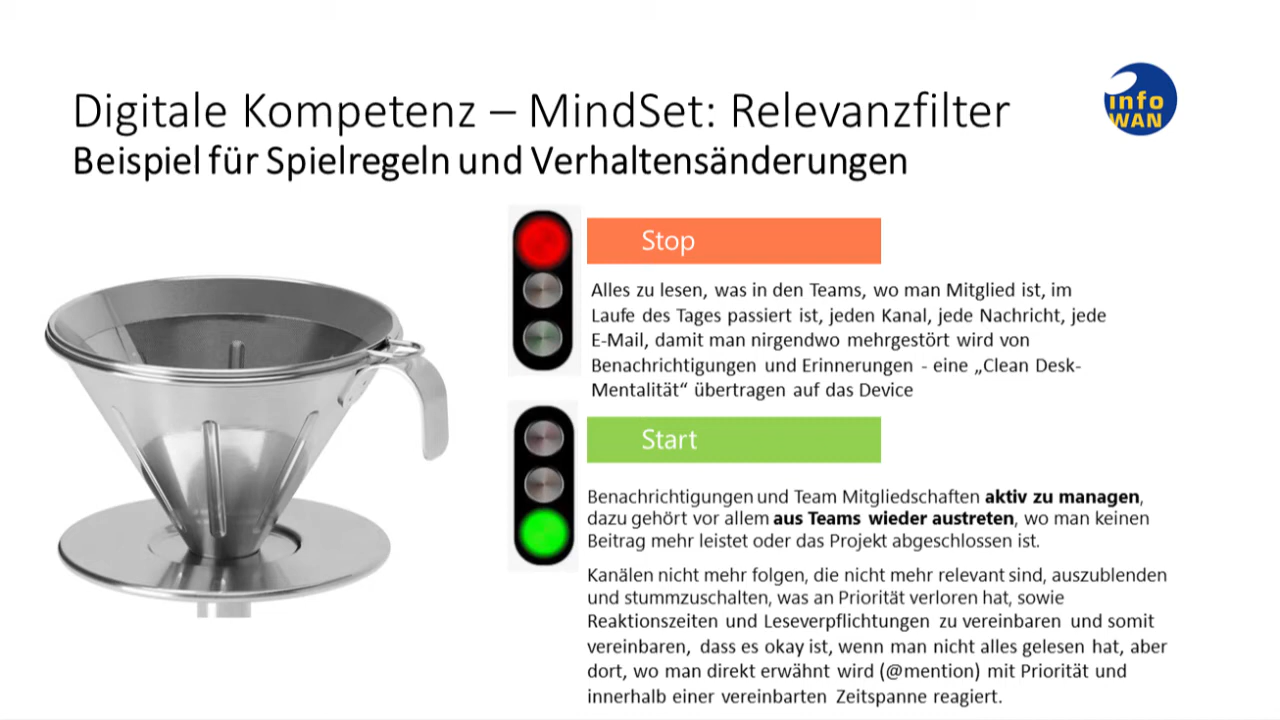 Digitale Kompetenz – MindSet: Relevanzfilter
Beispiel für Spielregeln und Verhaltensänderungen
info
WAN
Stop
Alles zu lesen, was in den Teams, wo man Mitglied ist, im
Laufe des Tages passiert ist, jeden Kanal, jede Nachricht, jede
E-Mail, damit man nirgendwo mehrgestört wird von
Benachrichtigungen und Erinnerungen - eine „Clean Desk-
Mentalität“ übertragen auf das Device
Start
Benachrichtigungen und Team Mitgliedschaften aktiv zu managen,
dazu gehört vor allem aus Teams wieder austreten, wo man keinen
Beitrag mehr leistet oder das Projekt abgeschlossen ist.
Kanälen nicht mehr folgen, die nicht mehr relevant sind, auszublenden
und stummzuschalten, was an Priorität verloren hat, sowie
Reaktionszeiten und Leseverpflichtungen zu vereinbaren und somit
vereinbaren, dass es okay ist, wenn man nicht alles gelesen hat, aber
dort, wo man direkt erwähnt wird (@mention) mit Priorität und
innerhalb einer vereinbarten Zeitspanne reagiert.